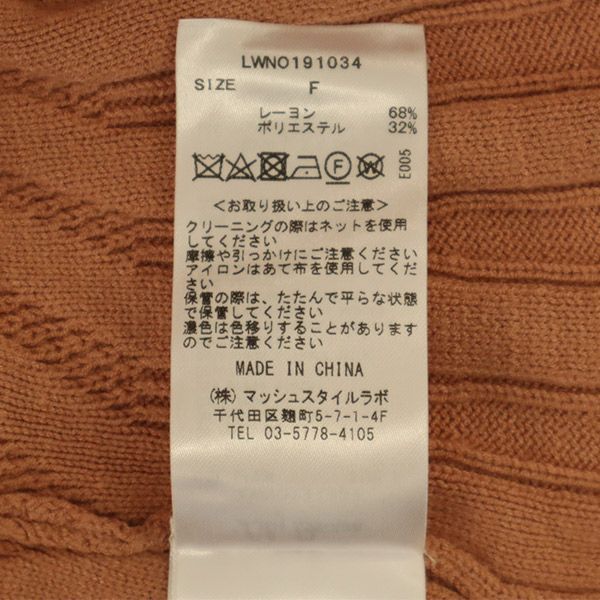 LWNO191034
SIZE F
レーヨン 68%
ポリエステル 32%
F W
E005
<お取り扱い上のご注意>
クリーニングの際はネットを使用
してください
摩擦や引っかけにご注意ください
アイロンはあて布を使用してくだ
さい
保管の際は、たたんで平らな状態
で保管してください
濃色は色移りすることがあります
のでご注意ください
MADE IN CHINA
(株)マッシュスタイルラボ
千代田区麹町5-7-1-4F
TEL 03-5778-4105